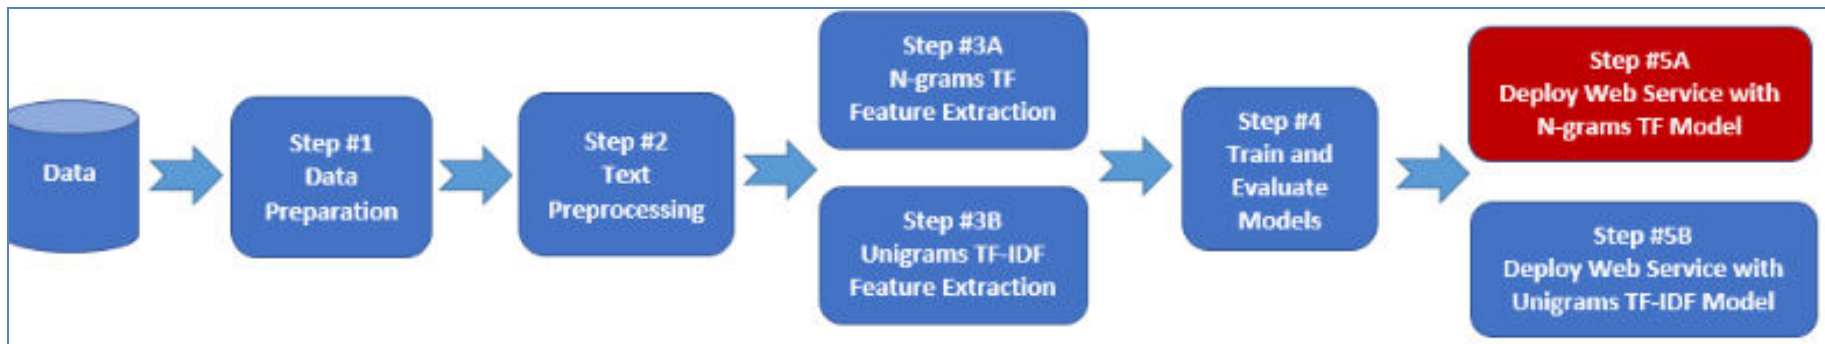 Data
Step #1
Data
Preparation
Step #2
Text
Preprocessing
Step #3A
N-grams TF
Feature Extraction
Step #3B
Unigrams TF-IDF
Feature Extraction
Step #4
Train and
Evaluate
Models
Step #5A
Deploy Web Service with
N-grams TF Model
Step #5B
Deploy Web Service with
Unigrams TF-IDF Model